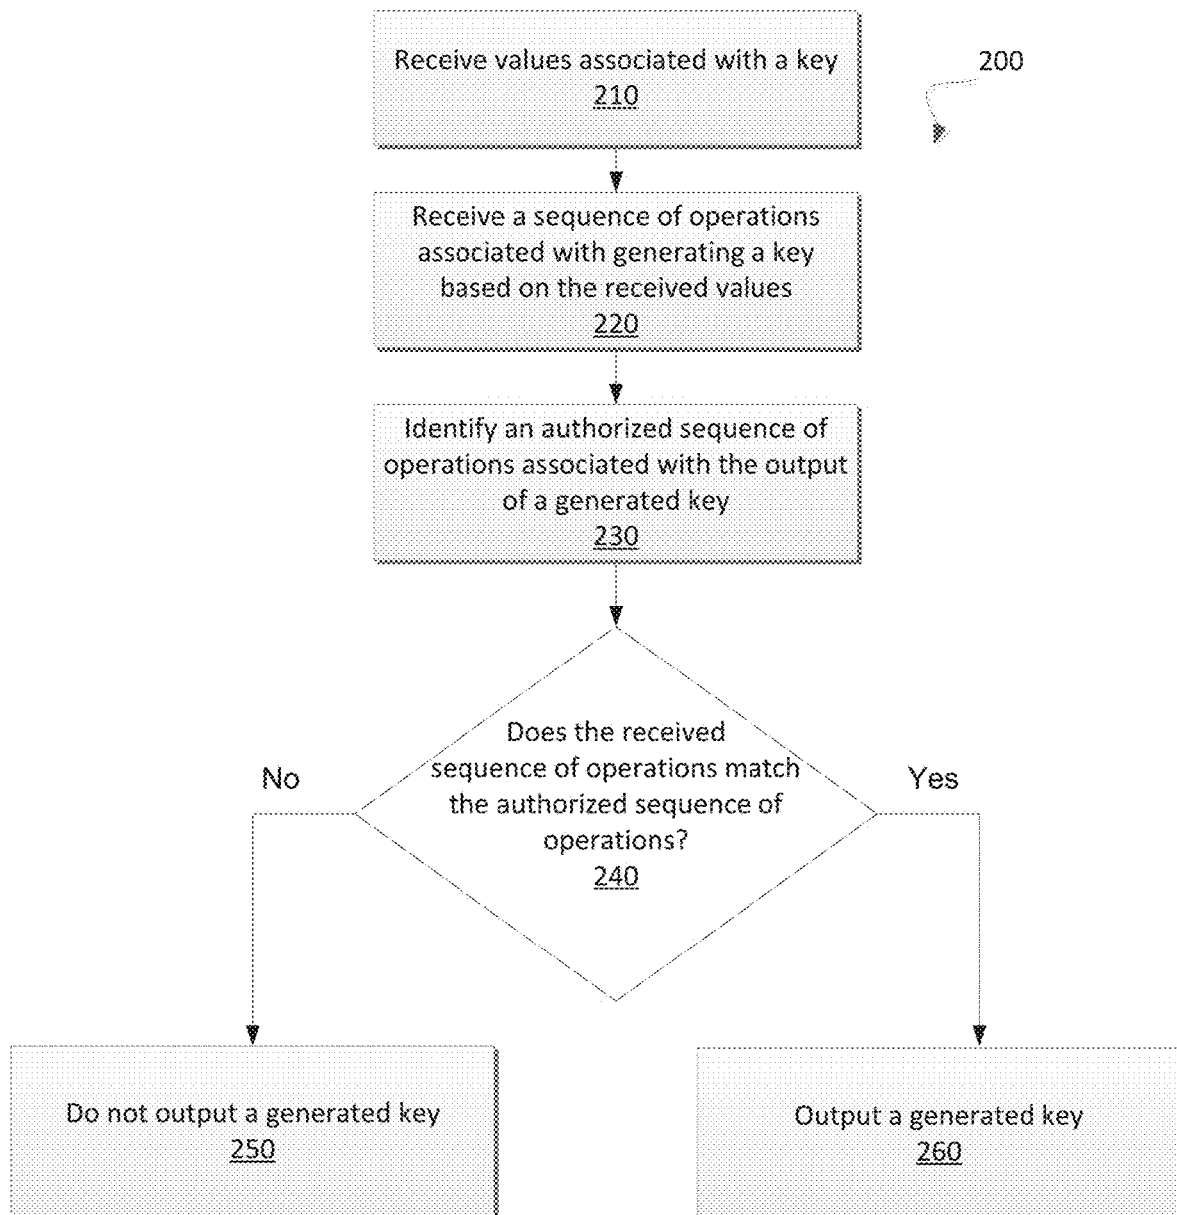 Receive values associated with a key
210
200
Receive a sequence of operations
associated with generating a key
based on the received values
220
Identify an authorized sequence of
operations associated with the output
of a generated key
230
Does the received
sequence of operations match
the authorized sequence of
operations?
240
No
Yes
Do not output a generated key
250
Output a generated key
260